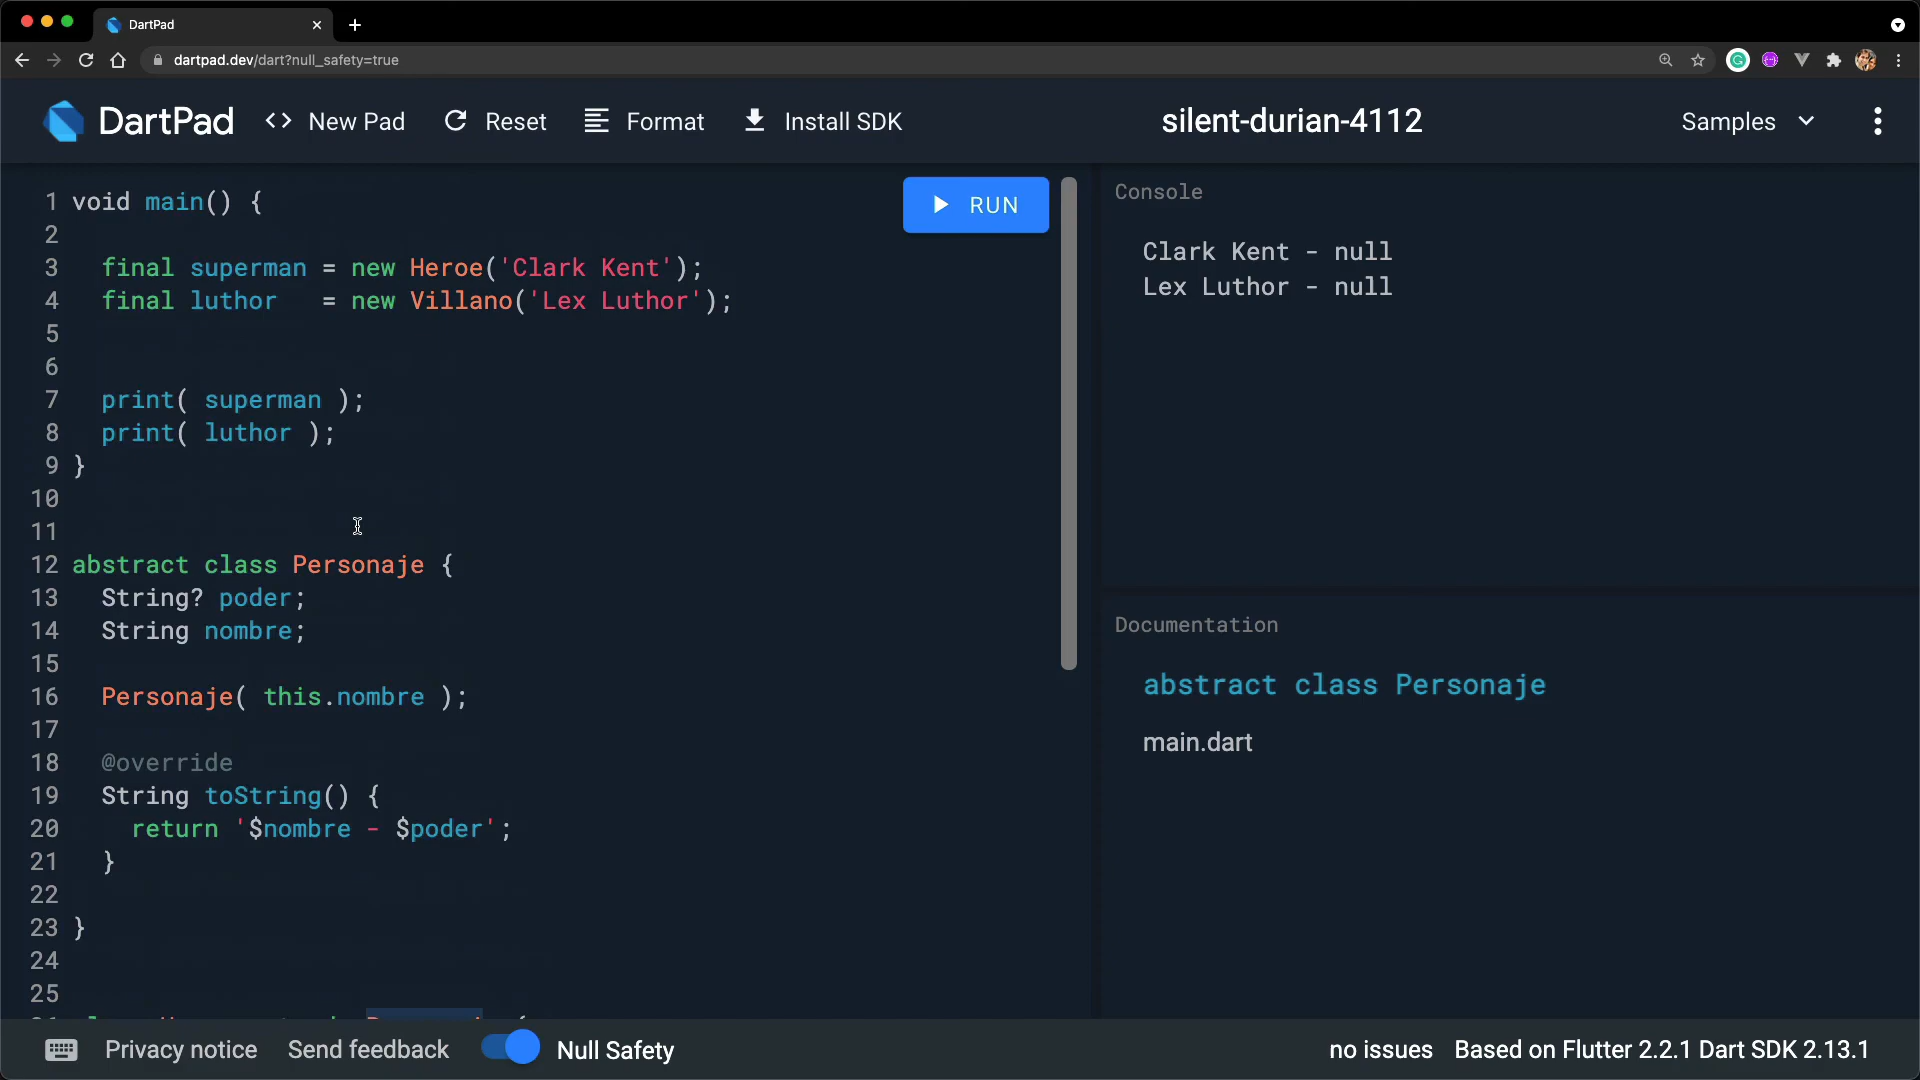 DartPad
dartpad.dev/dart?null_safety=true
DartPad
<> New Pad
Reset
Format
Install SDK
silent-durian-4112
Samples
1 void main() {
2
3   final superman = new Heroe('Clark Kent');
4   final luthor   = new Villano('Lex Luthor');
5
6
7   print( superman );
8   print( luthor );
9 }
10
11
12 abstract class Personaje {
13   String? poder;
14   String nombre;
15
16   Personaje( this.nombre );
17
18   @override
19   String toString() {
20     return '$nombre - $poder';
21   }
22
23 }
24
25
RUN
Console
Clark Kent - null
Lex Luthor - null
Documentation
abstract class Personaje
main.dart
Privacy notice
Send feedback
Null Safety
no issues
Based on Flutter 2.2.1 Dart SDK 2.13.1